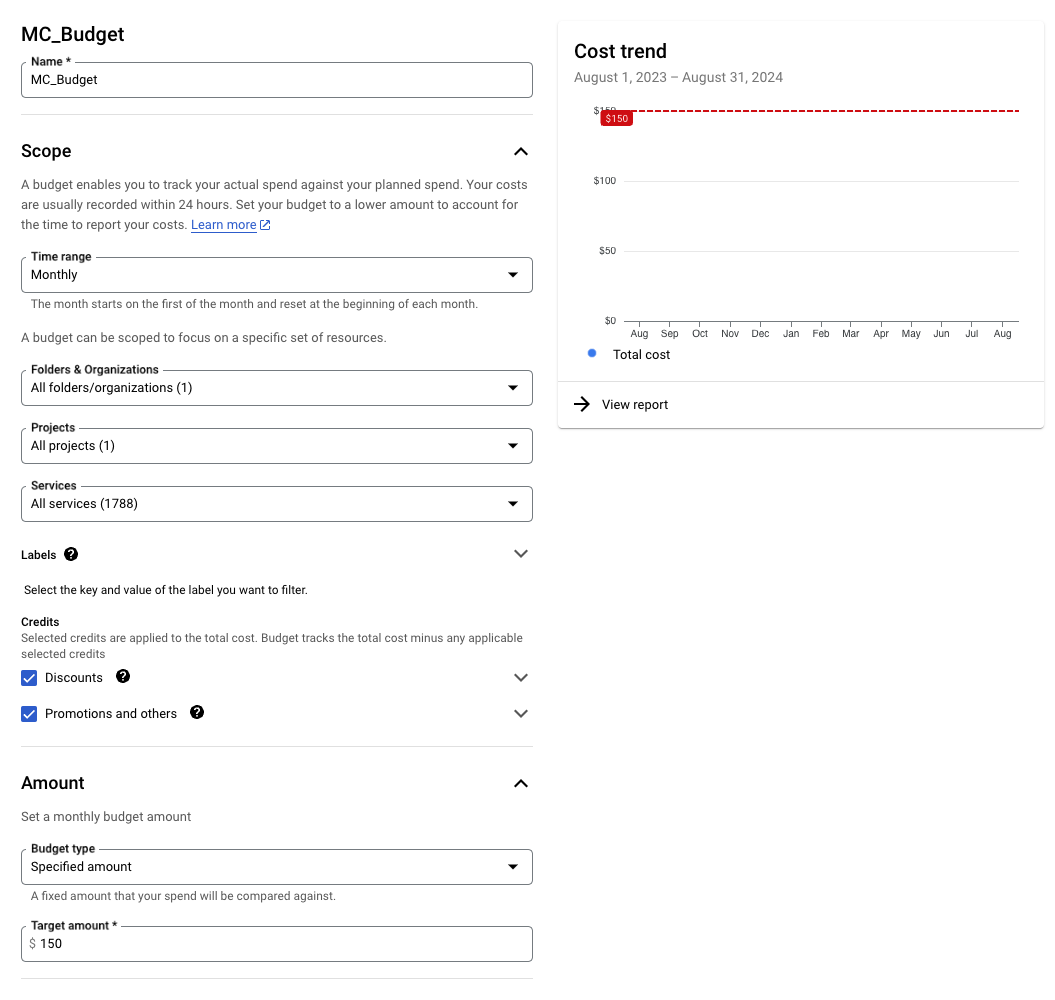 MC_Budget
Name *
MC_Budget
Scope
A budget enables you to track your actual spend against your planned spend. Your costs
are usually recorded within 24 hours. Set your budget to a lower amount to account for
the time to report your costs. Learn more
Time range
Monthly
The month starts on the first of the month and reset at the beginning of each month.
A budget can be scoped to focus on a specific set of resources.
Folders & Organizations
All folders/organizations (1)
Projects
All projects (1)
Services
All services (1788)
Labels
Select the key and value of the label you want to filter.
Credits
Selected credits are applied to the total cost. Budget tracks the total cost minus any applicable
selected credits
Discounts
Promotions and others
Amount
Set a monthly budget amount
Budget type
Specified amount
A fixed amount that your spend will be compared against.
Target amount *
$ 150
Cost trend
August 1, 2023 – August 31, 2024
$150
$150
$100
$50
$0
Aug Sep Oct Nov Dec Jan Feb Mar Apr May Jun Jul Aug
Total cost
View report